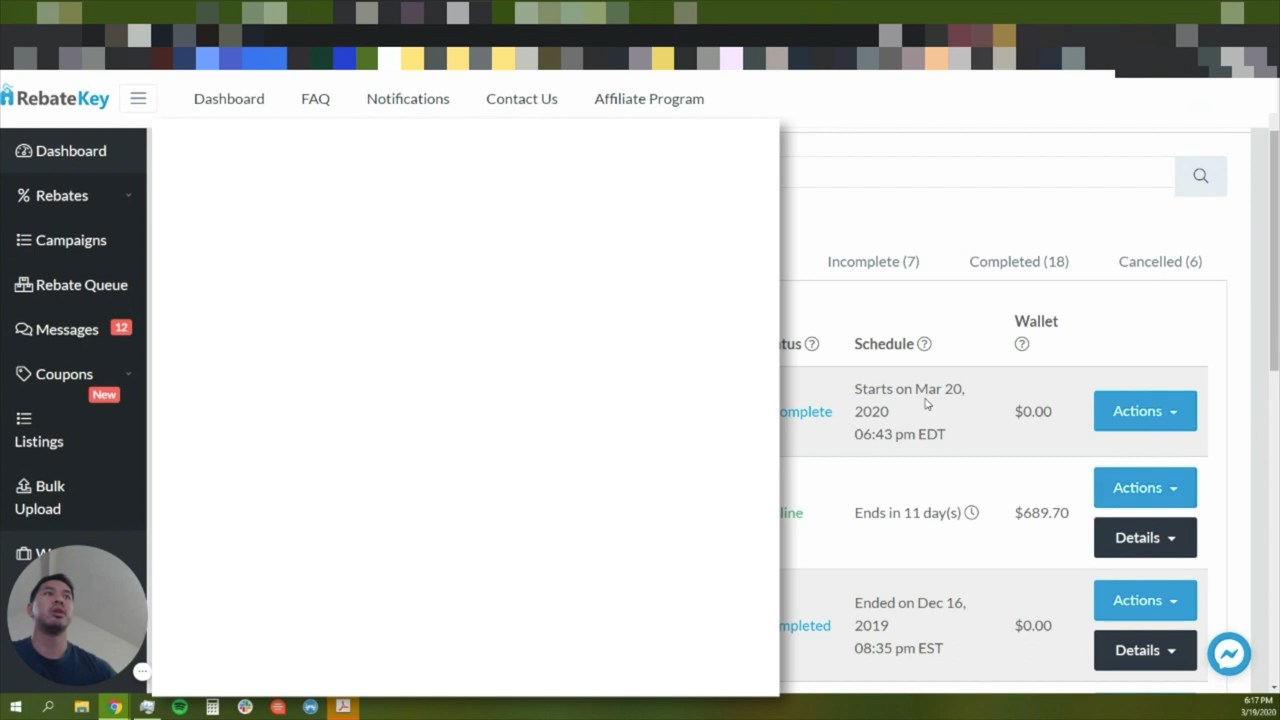 RebateKey
Dashboard
FAQ
Notifications
Contact Us
Affiliate Program
Dashboard
Rebates
Campaigns
Rebate Queue
Messages
12
Coupons
New
Listings
Bulk
Upload
W
Incomplete (7)
Completed (18)
Cancelled (6)
tus
Schedule
Wallet
omplete
Starts on Mar 20,
2020
06:43 pm EDT
$0.00
Actions
line
Ends in 11 day(s)
$689.70
Actions
Details
mpleted
Ended on Dec 16,
2019
08:35 pm EST
$0.00
Actions
Details
6:17 PM
3/19/2020